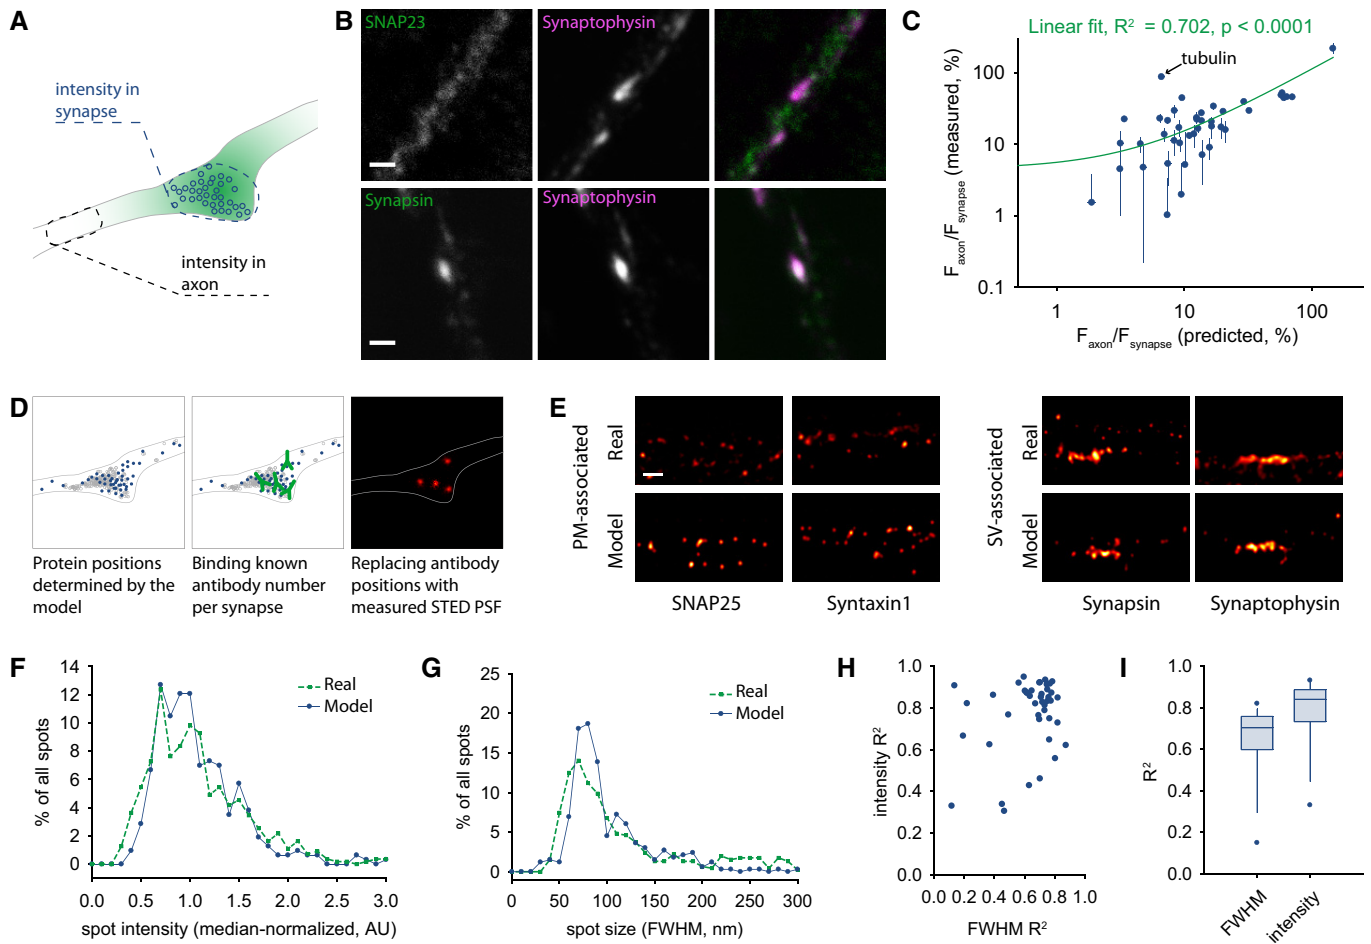 A
intensity in
synapse
intensity in
axon
B
SNAP23
Synaptophysin
Synapsin
Synaptophysin
C
Linear fit, R² = 0.702, p < 0.0001
tubulin
F_axon/F_synapse (measured, %)
100
10
1
0.1
1
10
100
F_axon/F_synapse (predicted, %)
D
Protein positions
determined by the
model
Binding known
antibody number
per synapse
Replacing antibody
positions with
measured STED PSF
E
PM-associated
Real
Model
SNAP25
Syntaxin1
SV-associated
Real
Model
Synapsin
Synaptophysin
F
% of all spots
14
12
10
8
6
4
2
0
Real
Model
0.0
0.5
1.0
1.5
2.0
2.5
3.0
spot intensity (median-normalized, AU)
G
% of all spots
25
20
15
10
5
0
Real
Model
0
50
100
150
200
250
300
spot size (FWHM, nm)
H
intensity R²
1.0
0.8
0.6
0.4
0.2
0.0
0.0
0.2
0.4
0.6
0.8
1.0
FWHM R²
I
R²
1.0
0.8
0.6
0.4
0.2
0.0
FWHM
intensity